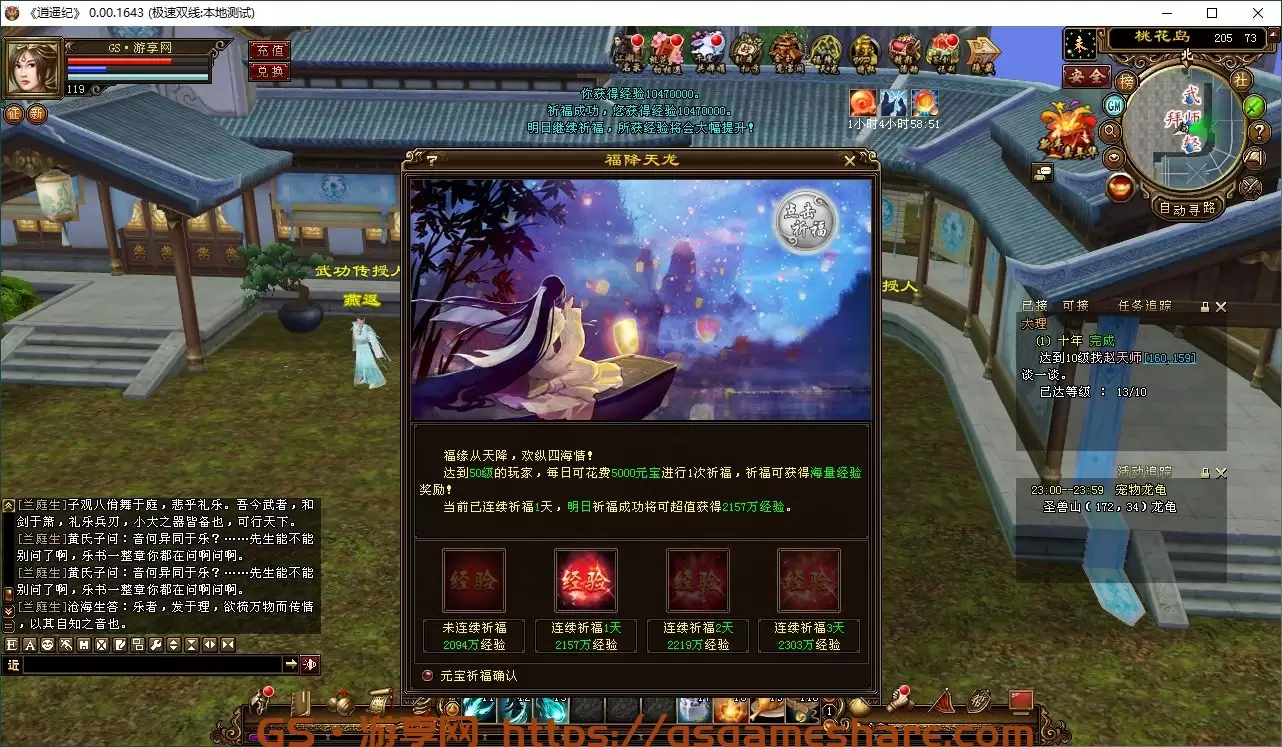 《逍遥纪》 0.00.1643 (极速双线:本地测试)
GS·游享网
119
充值
兑换
征 新
你获得经验10470000。
祈福成功，您获得经验10470000。
明日继续祈福，所获经验将会大幅提升！
1小时4小时58:51
桃花岛 205 73
未
安全
榜
社
GM
武
拜师
自动寻路
武功传授人
燕返
授人
福降天龙
点击
祈福
福缘从天降，欢纵四海情！
达到50级的玩家，每日可花费5000元宝进行1次祈福，祈福可获得海量经验
奖励！
当前已连续祈福1天，明日祈福成功将可超值获得2157万经验。
经验 经验 经验 经验
未连续祈福 连续祈福1天 连续祈福2天 连续祈福3天
2094万经验 2157万经验 2219万经验 2303万经验
元宝祈福确认
已接 可接 任务追踪
大理
(1) 十年 完成
达到10级找赵天师[160,159]
谈一谈。
已达等级 : 13/10
活动追踪
23:00--23:59 宠物龙龟
圣兽山(172,34)龙龟
[兰庭生]子观八佾舞于庭，悲乎礼乐。吾今武者，和
剑于箫，礼乐兵刃，小大之器皆备也，可行天下。
[兰庭生]黄氏子问：音何异同于乐？……先生能不能
别问了啊，乐书一整章你都在问啊问啊。
[兰庭生]黄氏子问：音何异同于乐？……先生能不能
别问了啊，乐书一整章你都在问啊问啊。
[兰庭生]沧海生答：乐者，发于理，欲梳万物而传情
，以其自知之音也。
近
GS·游享网 https://gsgameshare.com